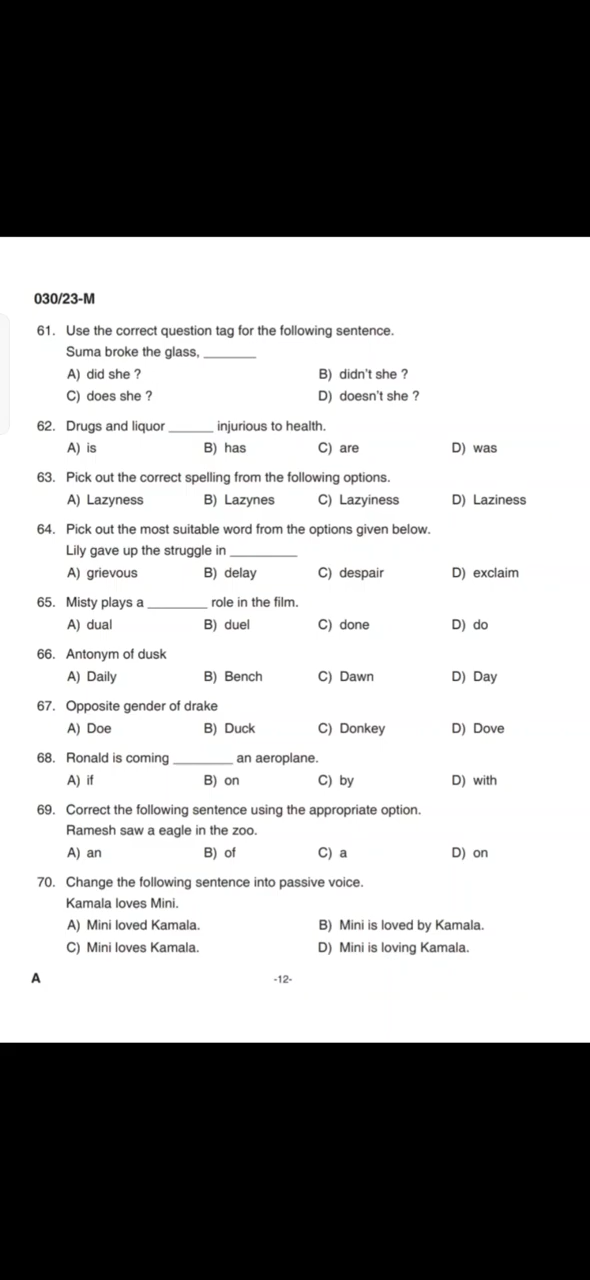 030/23-M
61. Use the correct question tag for the following sentence.
Suma broke the glass, ________
A) did she ? B) didn't she ?
C) does she ? D) doesn't she ?
62. Drugs and liquor _______ injurious to health.
A) is B) has C) are D) was
63. Pick out the correct spelling from the following options.
A) Lazyness B) Lazynes C) Lazyiness D) Laziness
64. Pick out the most suitable word from the options given below.
Lily gave up the struggle in __________
A) grievous B) delay C) despair D) exclaim
65. Misty plays a _________ role in the film.
A) dual B) duel C) done D) do
66. Antonym of dusk
A) Daily B) Bench C) Dawn D) Day
67. Opposite gender of drake
A) Doe B) Duck C) Donkey D) Dove
68. Ronald is coming _________ an aeroplane.
A) if B) on C) by D) with
69. Correct the following sentence using the appropriate option.
Ramesh saw a eagle in the zoo.
A) an B) of C) a D) on
70. Change the following sentence into passive voice.
Kamala loves Mini.
A) Mini loved Kamala. B) Mini is loved by Kamala.
C) Mini loves Kamala. D) Mini is loving Kamala.
A -12-